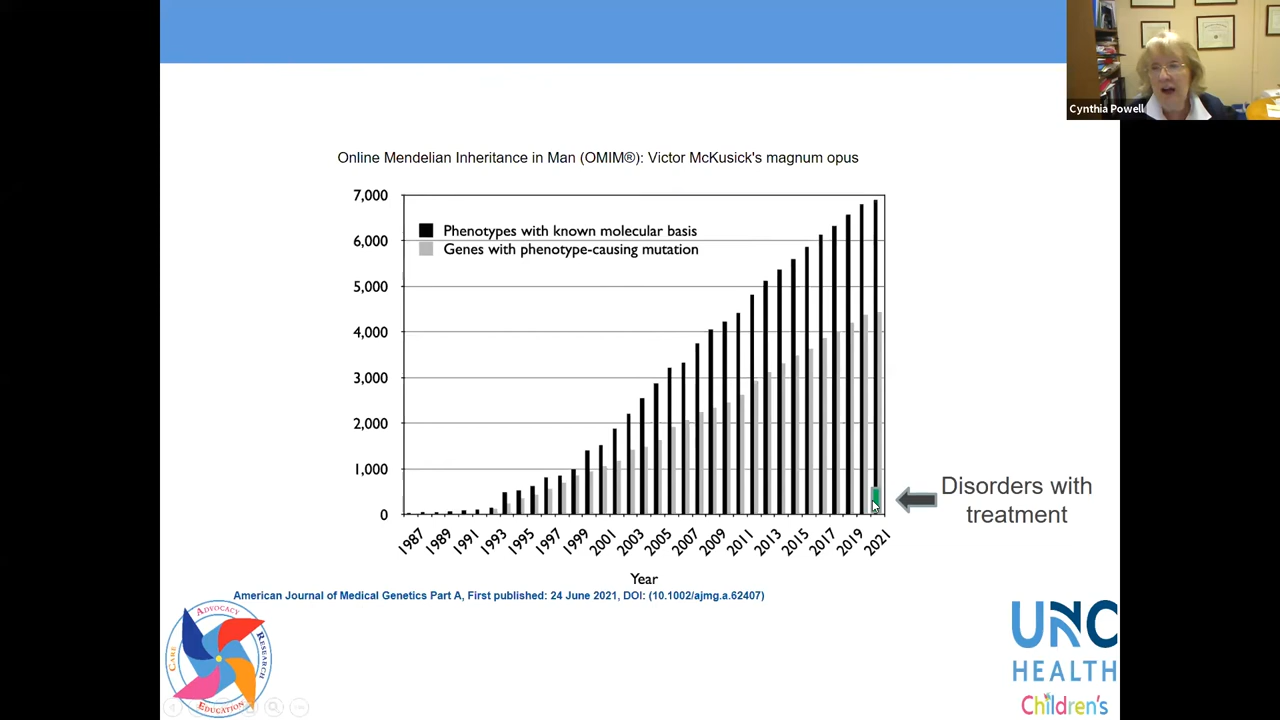 Cynthia Powell
Online Mendelian Inheritance in Man (OMIM®): Victor McKusick's magnum opus
7,000
6,000
5,000
4,000
3,000
2,000
1,000
0
Phenotypes with known molecular basis
Genes with phenotype-causing mutation
1987
1989
1991
1993
1995
1997
1999
2001
2003
2005
2007
2009
2011
2013
2015
2017
2019
2021
Year
Disorders with
treatment
American Journal of Medical Genetics Part A, First published: 24 June 2021, DOI: (10.1002/ajmg.a.62407)
CARE
ADVOCACY
RESEARCH
EDUCATION
UNC
HEALTH
Children's